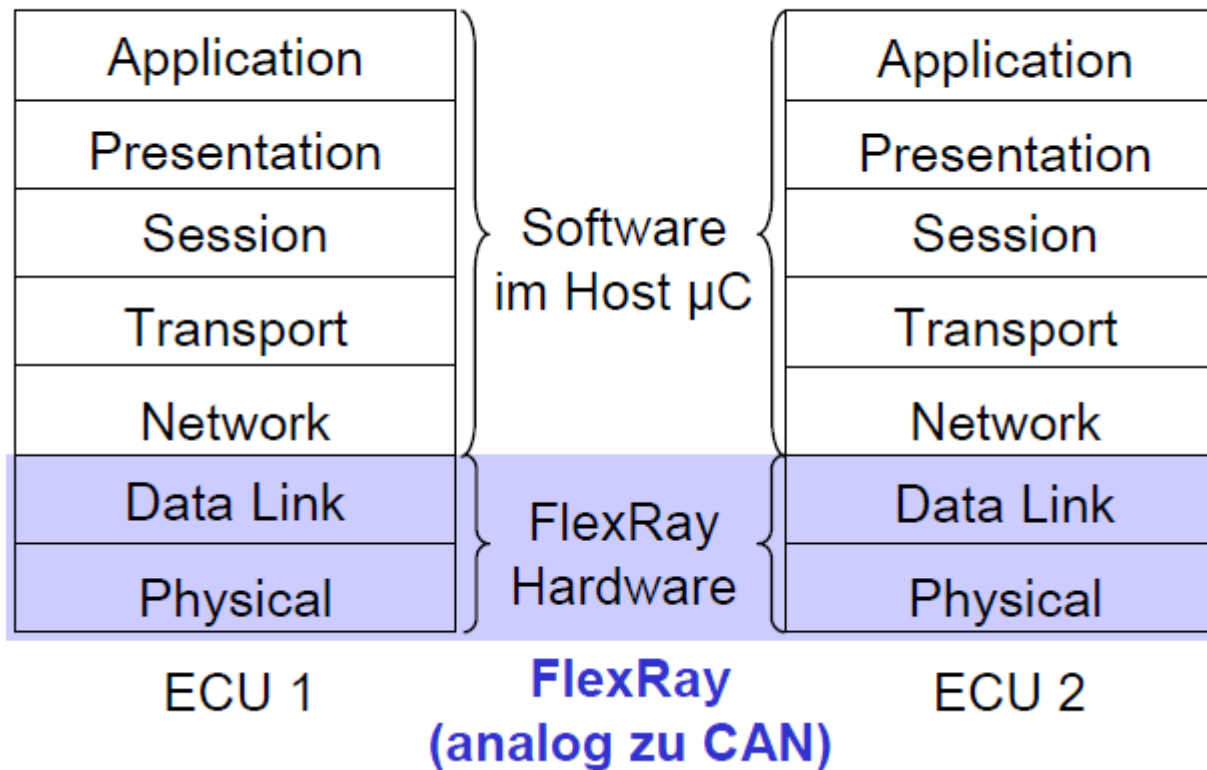 Application
Presentation
Session
Transport
Network
Data Link
Physical
ECU 1
Software
im Host µC
FlexRay
Hardware
FlexRay
(analog zu CAN)
Application
Presentation
Session
Transport
Network
Data Link
Physical
ECU 2